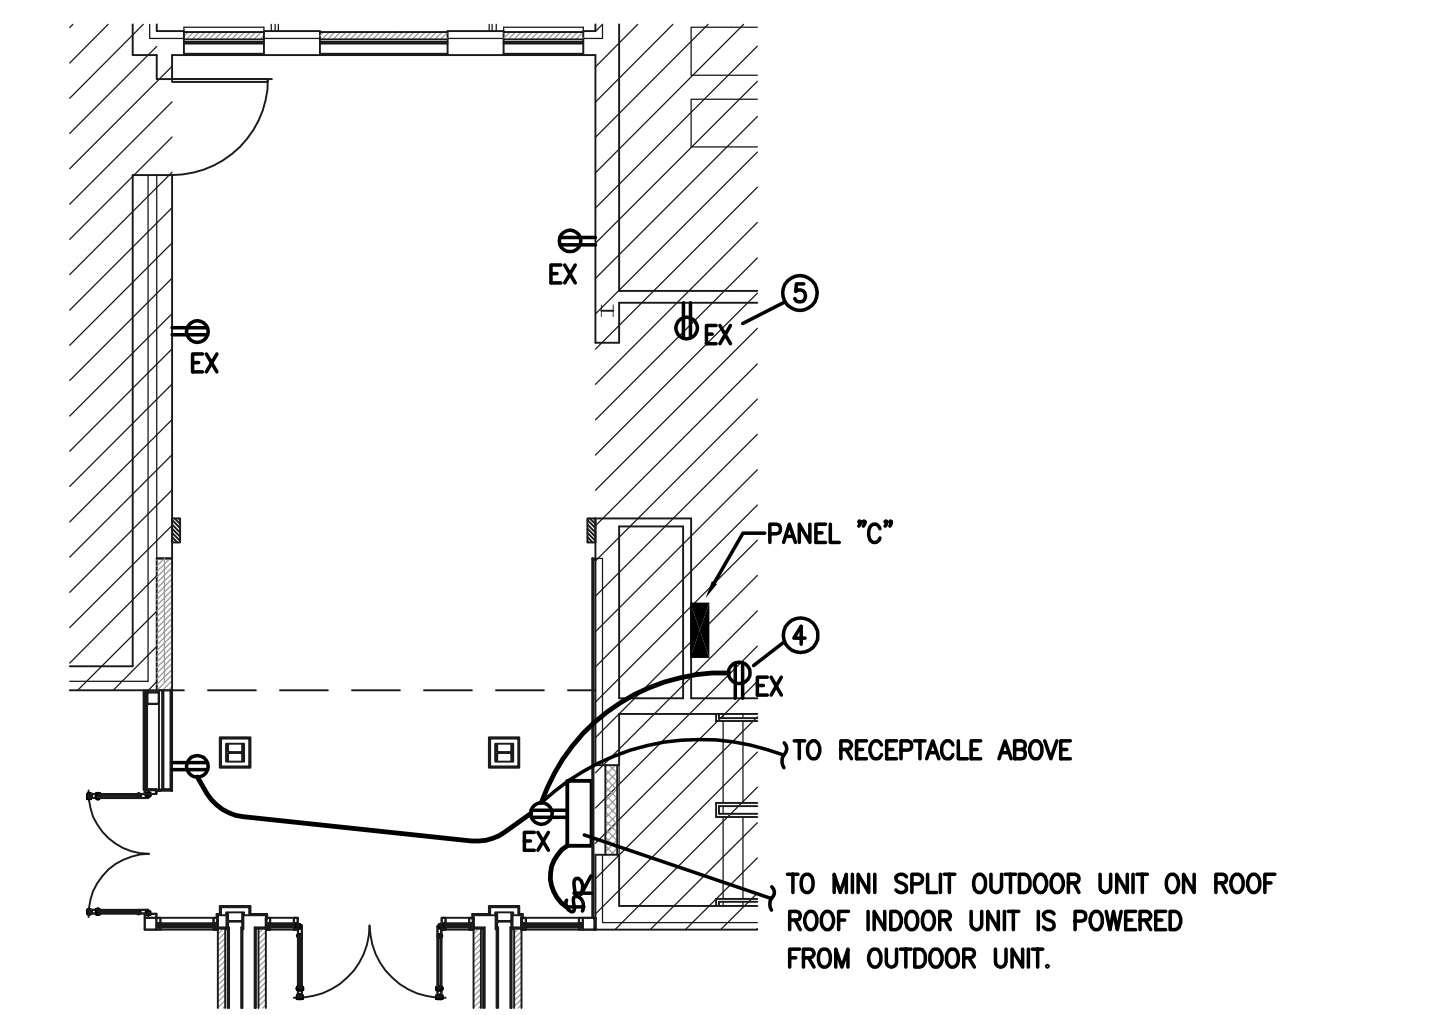 EX
5
EX
EX
PANEL "C"
4
EX
TO RECEPTACLE ABOVE
EX
TO MINI SPLIT OUTDOOR UNIT ON ROOF
ROOF INDOOR UNIT IS POWERED
FROM OUTDOOR UNIT.